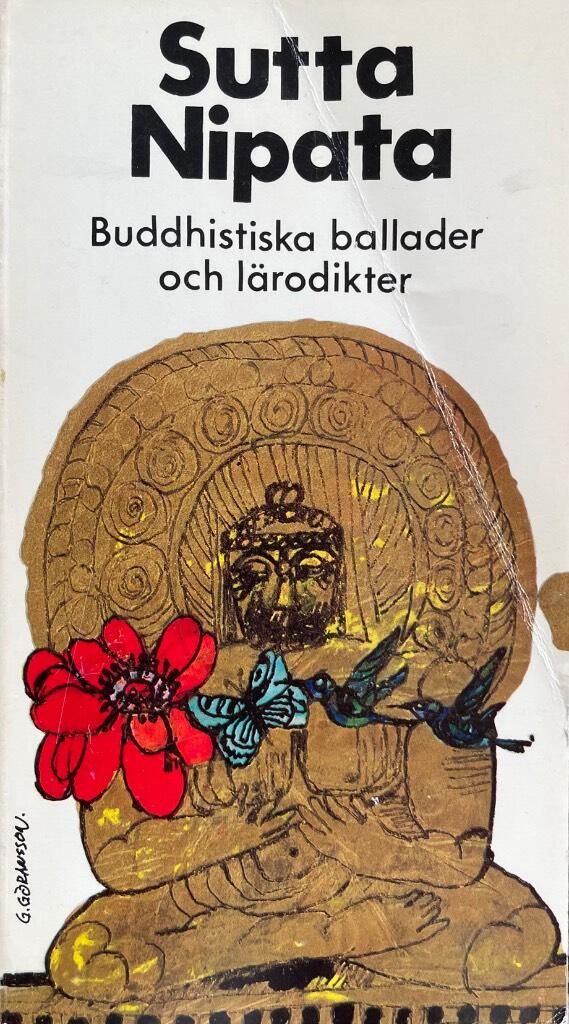 Sutta
Nipata
Buddhistiska ballader
och lärodikter
G. GÖRANSSON.